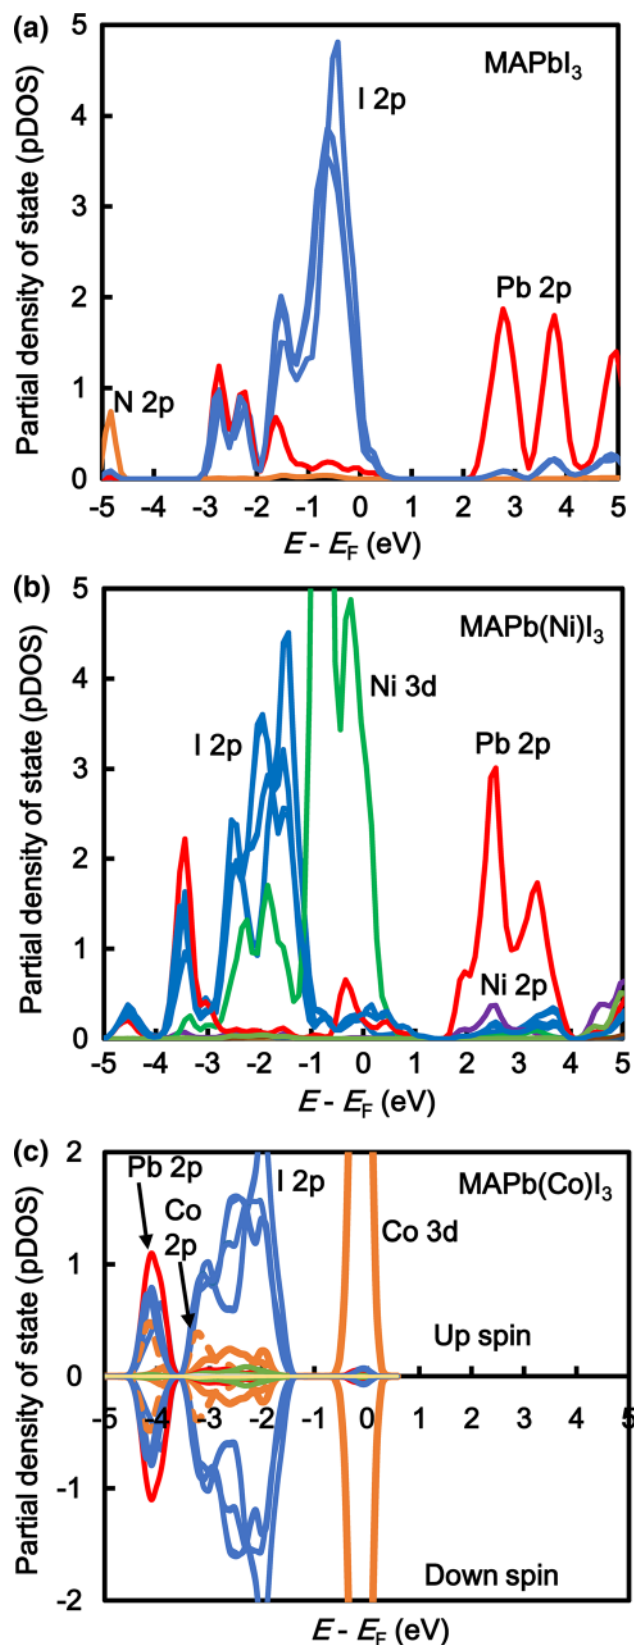 (a)
5
MAPbI₃
I 2p
4
3
Pb 2p
2
N 2p
1
0
-5 -4 -3 -2 -1 0 1 2 3 4 5
Partial density of state (pDOS)
E - E_F (eV)
(b)
5
MAPb(Ni)I₃
Ni 3d
4
I 2p
Pb 2p
3
2
1
Ni 2p
0
-5 -4 -3 -2 -1 0 1 2 3 4 5
Partial density of state (pDOS)
E - E_F (eV)
(c)
2
Pb 2p
I 2p
MAPb(Co)I₃
Co
2p
Co 3d
1
Up spin
0
-5 -4 -3 -2 -1 0 1 2 3 4 5
-1
Down spin
-2
Partial density of state (pDOS)
E - E_F (eV)